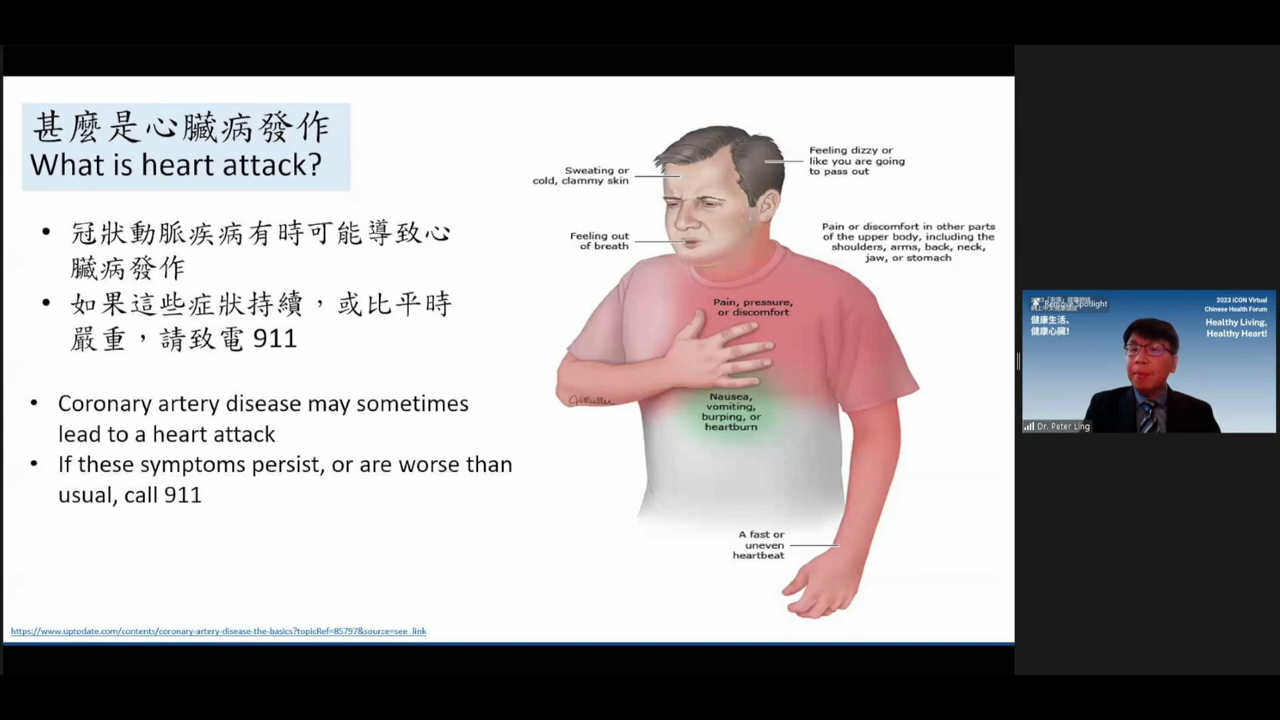 甚麼是心臟病發作
What is heart attack?
• 冠狀動脈疾病有時可能導致心
臟病發作
• 如果這些症狀持續，或比平時
嚴重，請致電 911
• Coronary artery disease may sometimes
lead to a heart attack
• If these symptoms persist, or are worse than
usual, call 911
https://www.uptodate.com/contents/coronary-artery-disease-the-basics?topicRef=85797&source=see_link
Sweating or
cold, clammy skin
Feeling dizzy or
like you are going
to pass out
Feeling out
of breath
Pain or discomfort in other parts
of the upper body, including the
shoulders, arms, back, neck,
jaw, or stomach
Pain, pressure,
or discomfort
Nausea,
vomiting,
burping, or
heartburn
A fast or
uneven
heartbeat
Remove Spotlight
健康生活、
健康心臟!
2023 iCON Virtual
Chinese Health Forum
Healthy Living,
Healthy Heart!
Dr. Peter Ling